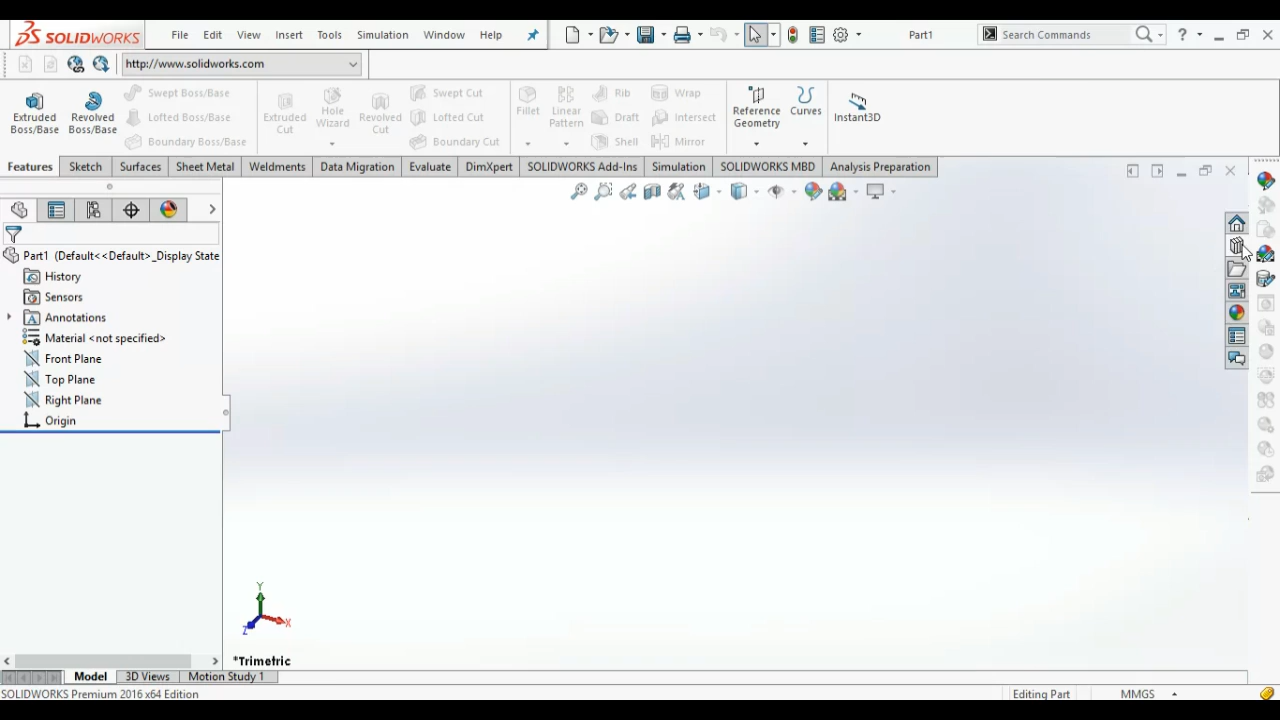 SOLIDWORKS File Edit View Insert Tools Simulation Window Help Part1 Search Commands ?
http://www.solidworks.com
Extruded Boss/Base
Revolved Boss/Base
Swept Boss/Base
Lofted Boss/Base
Boundary Boss/Base
Extruded Cut
Hole Wizard
Revolved Cut
Swept Cut
Lofted Cut
Boundary Cut
Fillet
Linear Pattern
Rib
Draft
Shell
Wrap
Intersect
Mirror
Reference Geometry
Curves
Instant3D
Features Sketch Surfaces Sheet Metal Weldments Data Migration Evaluate DimXpert SOLIDWORKS Add-Ins Simulation SOLIDWORKS MBD Analysis Preparation
Part1 (Default<<Default>_Display State
History
Sensors
Annotations
Material <not specified>
Front Plane
Top Plane
Right Plane
Origin
Y
X
Z
*Trimetric
Model 3D Views Motion Study 1
SOLIDWORKS Premium 2016 x64 Edition Editing Part MMGS